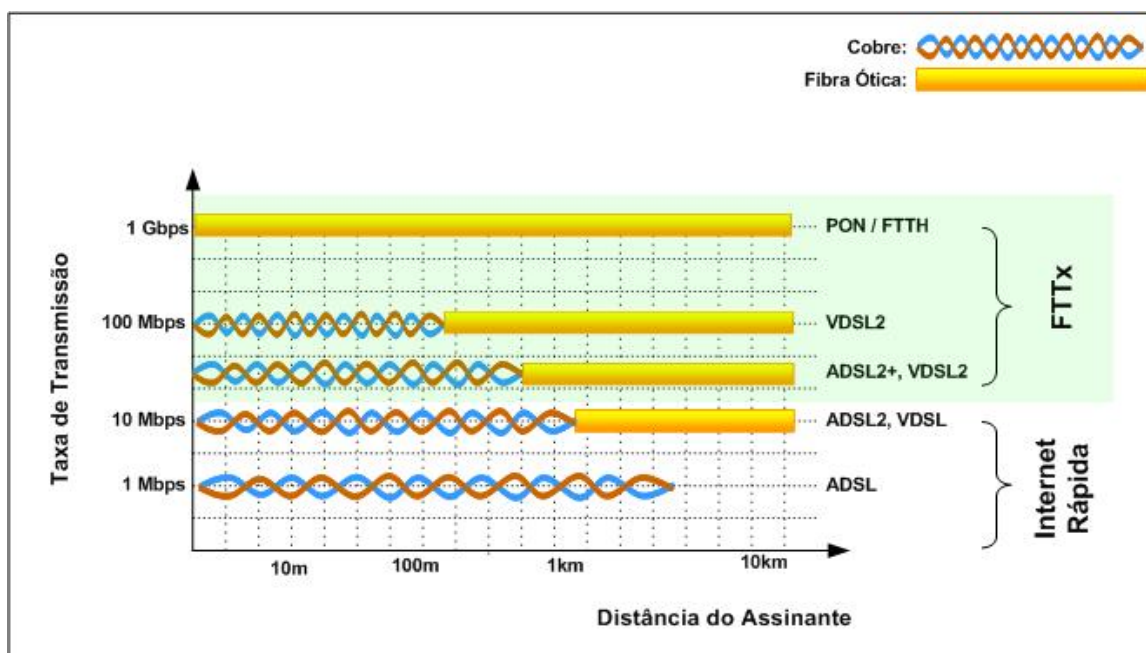 Cobre:
Fibra Ótica:
Taxa de Transmissão
1 Gbps
PON / FTTH
100 Mbps
VDSL2
ADSL2+, VDSL2
10 Mbps
ADSL2, VDSL
1 Mbps
ADSL
FTTx
Internet
Rápida
10m
100m
1km
10km
Distância do Assinante